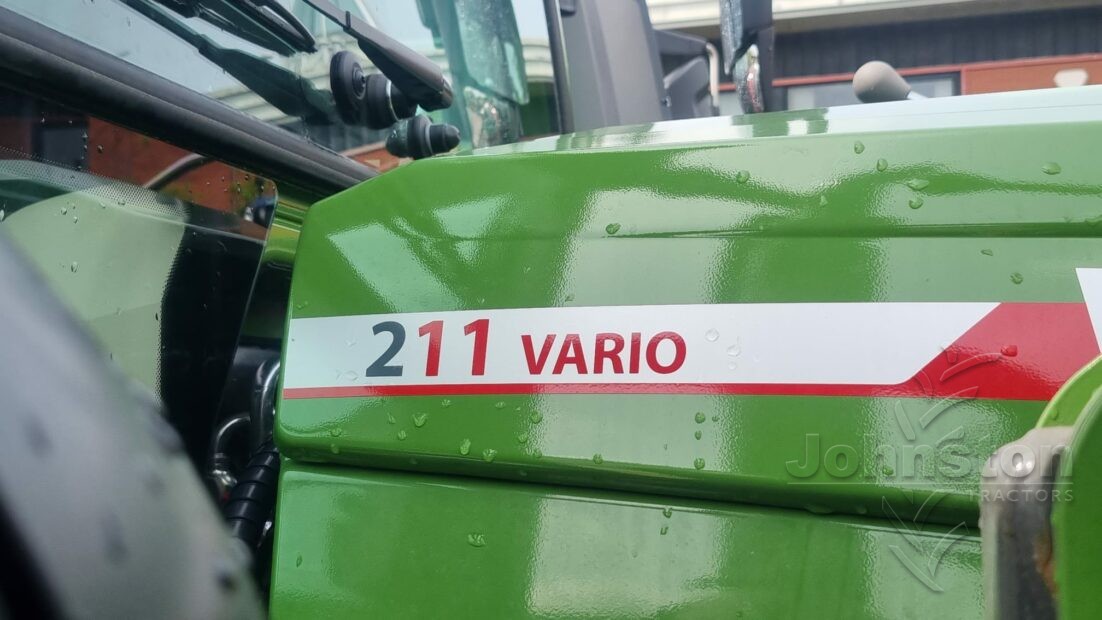 211 VARIO
Johnston
TRACTORS